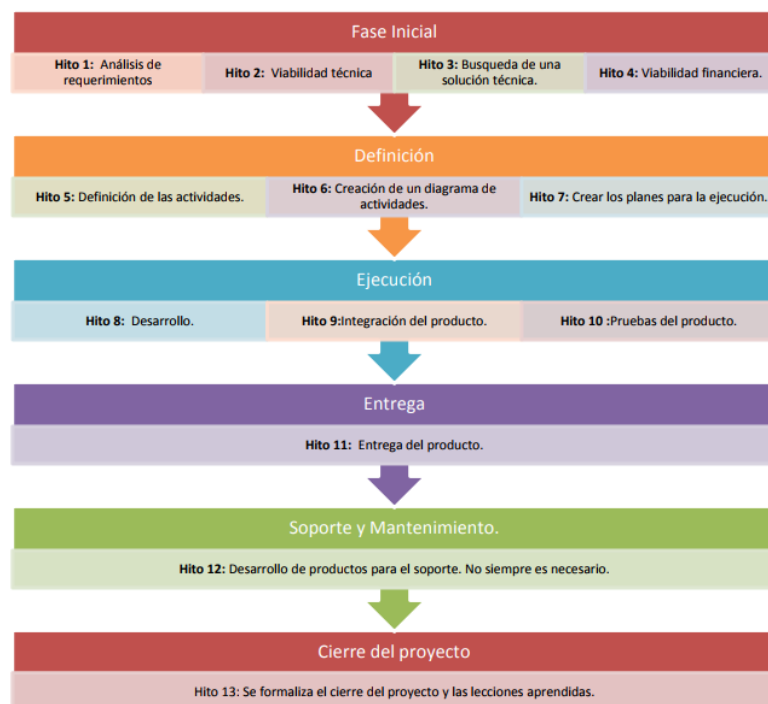 Fase Inicial
Hito 1: Análisis de
requerimientos
Hito 2: Viabilidad técnica
Hito 3: Busqueda de una
solución técnica.
Hito 4: Viabilidad financiera.
Definición
Hito 5: Definición de las actividades.
Hito 6: Creación de un diagrama de
actividades.
Hito 7: Crear los planes para la ejecución.
Ejecución
Hito 8: Desarrollo.
Hito 9:Integración del producto.
Hito 10 :Pruebas del producto.
Entrega
Hito 11: Entrega del producto.
Soporte y Mantenimiento.
Hito 12: Desarrollo de productos para el soporte. No siempre es necesario.
Cierre del proyecto
Hito 13: Se formaliza el cierre del proyecto y las lecciones aprendidas.